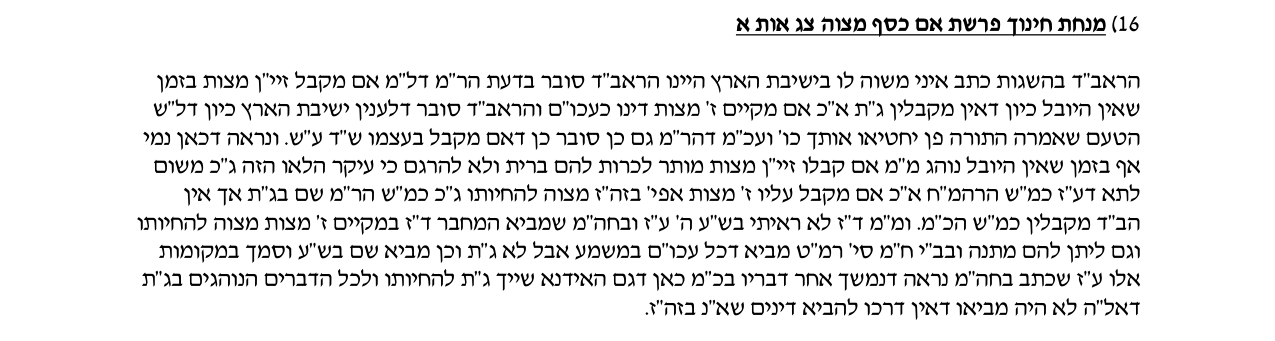 16) מנחת חינוך פרשת אם כסף מצוה צג אות א
הראב"ד בהשגות כתב איני משוה לו בישיבת הארץ היינו הראב"ד סובר בדעת הר"מ דל"מ אם מקבל זיי"ן מצות בזמן
שאין היובל כיון דאין מקבלין ג"ת א"כ אם מקיים ז' מצות דינו כעכו"ם והראב"ד סובר דלענין ישיבת הארץ כיון דל"ש
הטעם שאמרה התורה פן יחטיאו אותך כו' ועכ"מ דהר"מ גם כן סובר כן דאם מקבל בעצמו ש"ד ע"ש. ונראה דכאן נמי
אף בזמן שאין היובל נוהג מ"מ אם קבלו זיי"ן מצות מותר לכרות להם ברית ולא להרגם כי עיקר הלאו הזה ג"כ משום
לתא דע"ז כמ"ש הרהמ"ח א"כ אם מקבל עליו ז' מצות אפי' בזה"ז מצוה להחיותו ג"כ כמ"ש הר"מ שם בג"ת אך אין
הב"ד מקבלין כמ"ש הכ"מ. ומ"מ ד"ז לא ראיתי בש"ע ה' ע"ז ובחה"מ שמביא המחבר ד"ז במקיים ז' מצות מצוה להחיותו
וגם ליתן להם מתנה ובב"י ח"מ סי' רמ"ט מביא דכל עכו"ם במשמע אבל לא ג"ת וכן מביא שם בש"ע וסמך במקומות
אלו ע"ז שכתב בחה"מ נראה דנמשך אחר דבריו בכ"מ כאן דגם האידנא שייך ג"ת להחיותו ולכל הדברים הנוהגים בג"ת
דאל"ה לא היה מביאו דאין דרכו להביא דינים שא"נ בזה"ז.